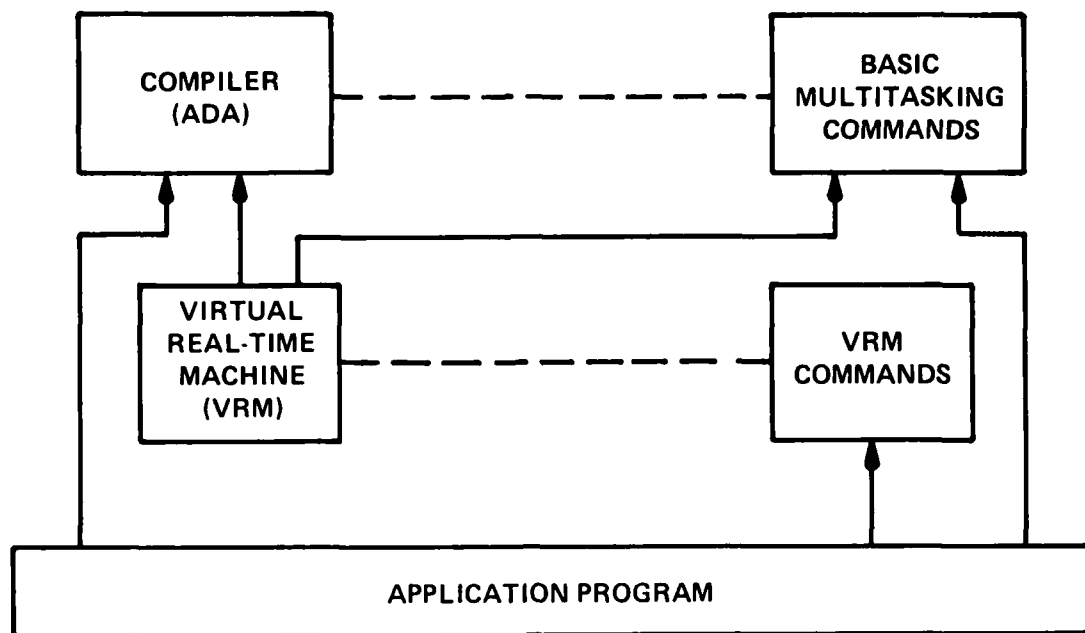 COMPILER
(ADA)
BASIC
MULTITASKING
COMMANDS
VIRTUAL
REAL-TIME
MACHINE
(VRM)
VRM
COMMANDS
APPLICATION PROGRAM